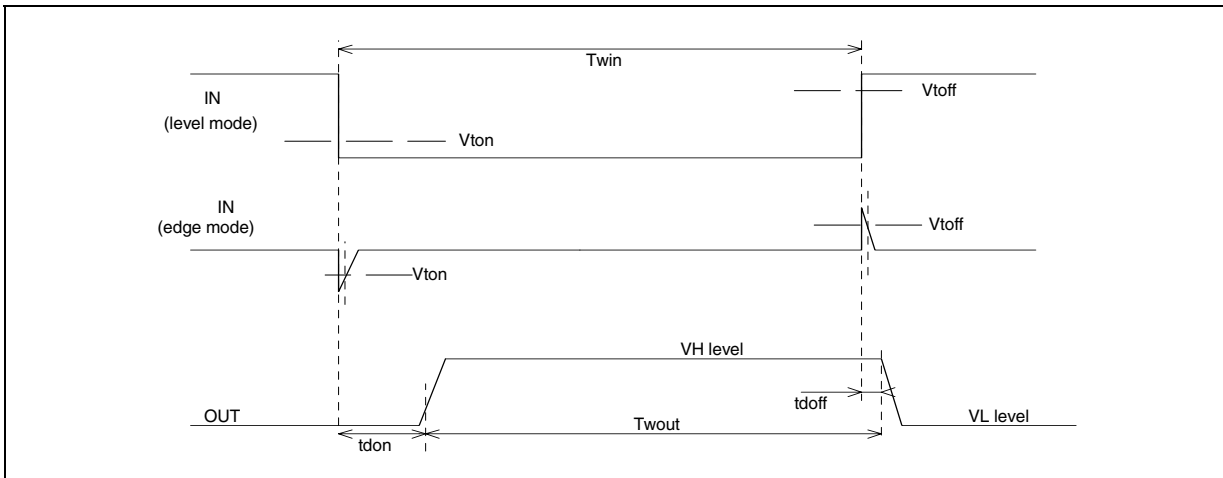 Twin
IN
(level mode)
Vtoff
Vton
IN
(edge mode)
Vtoff
Vton
VH level
tdoff
OUT
Twout
VL level
tdon